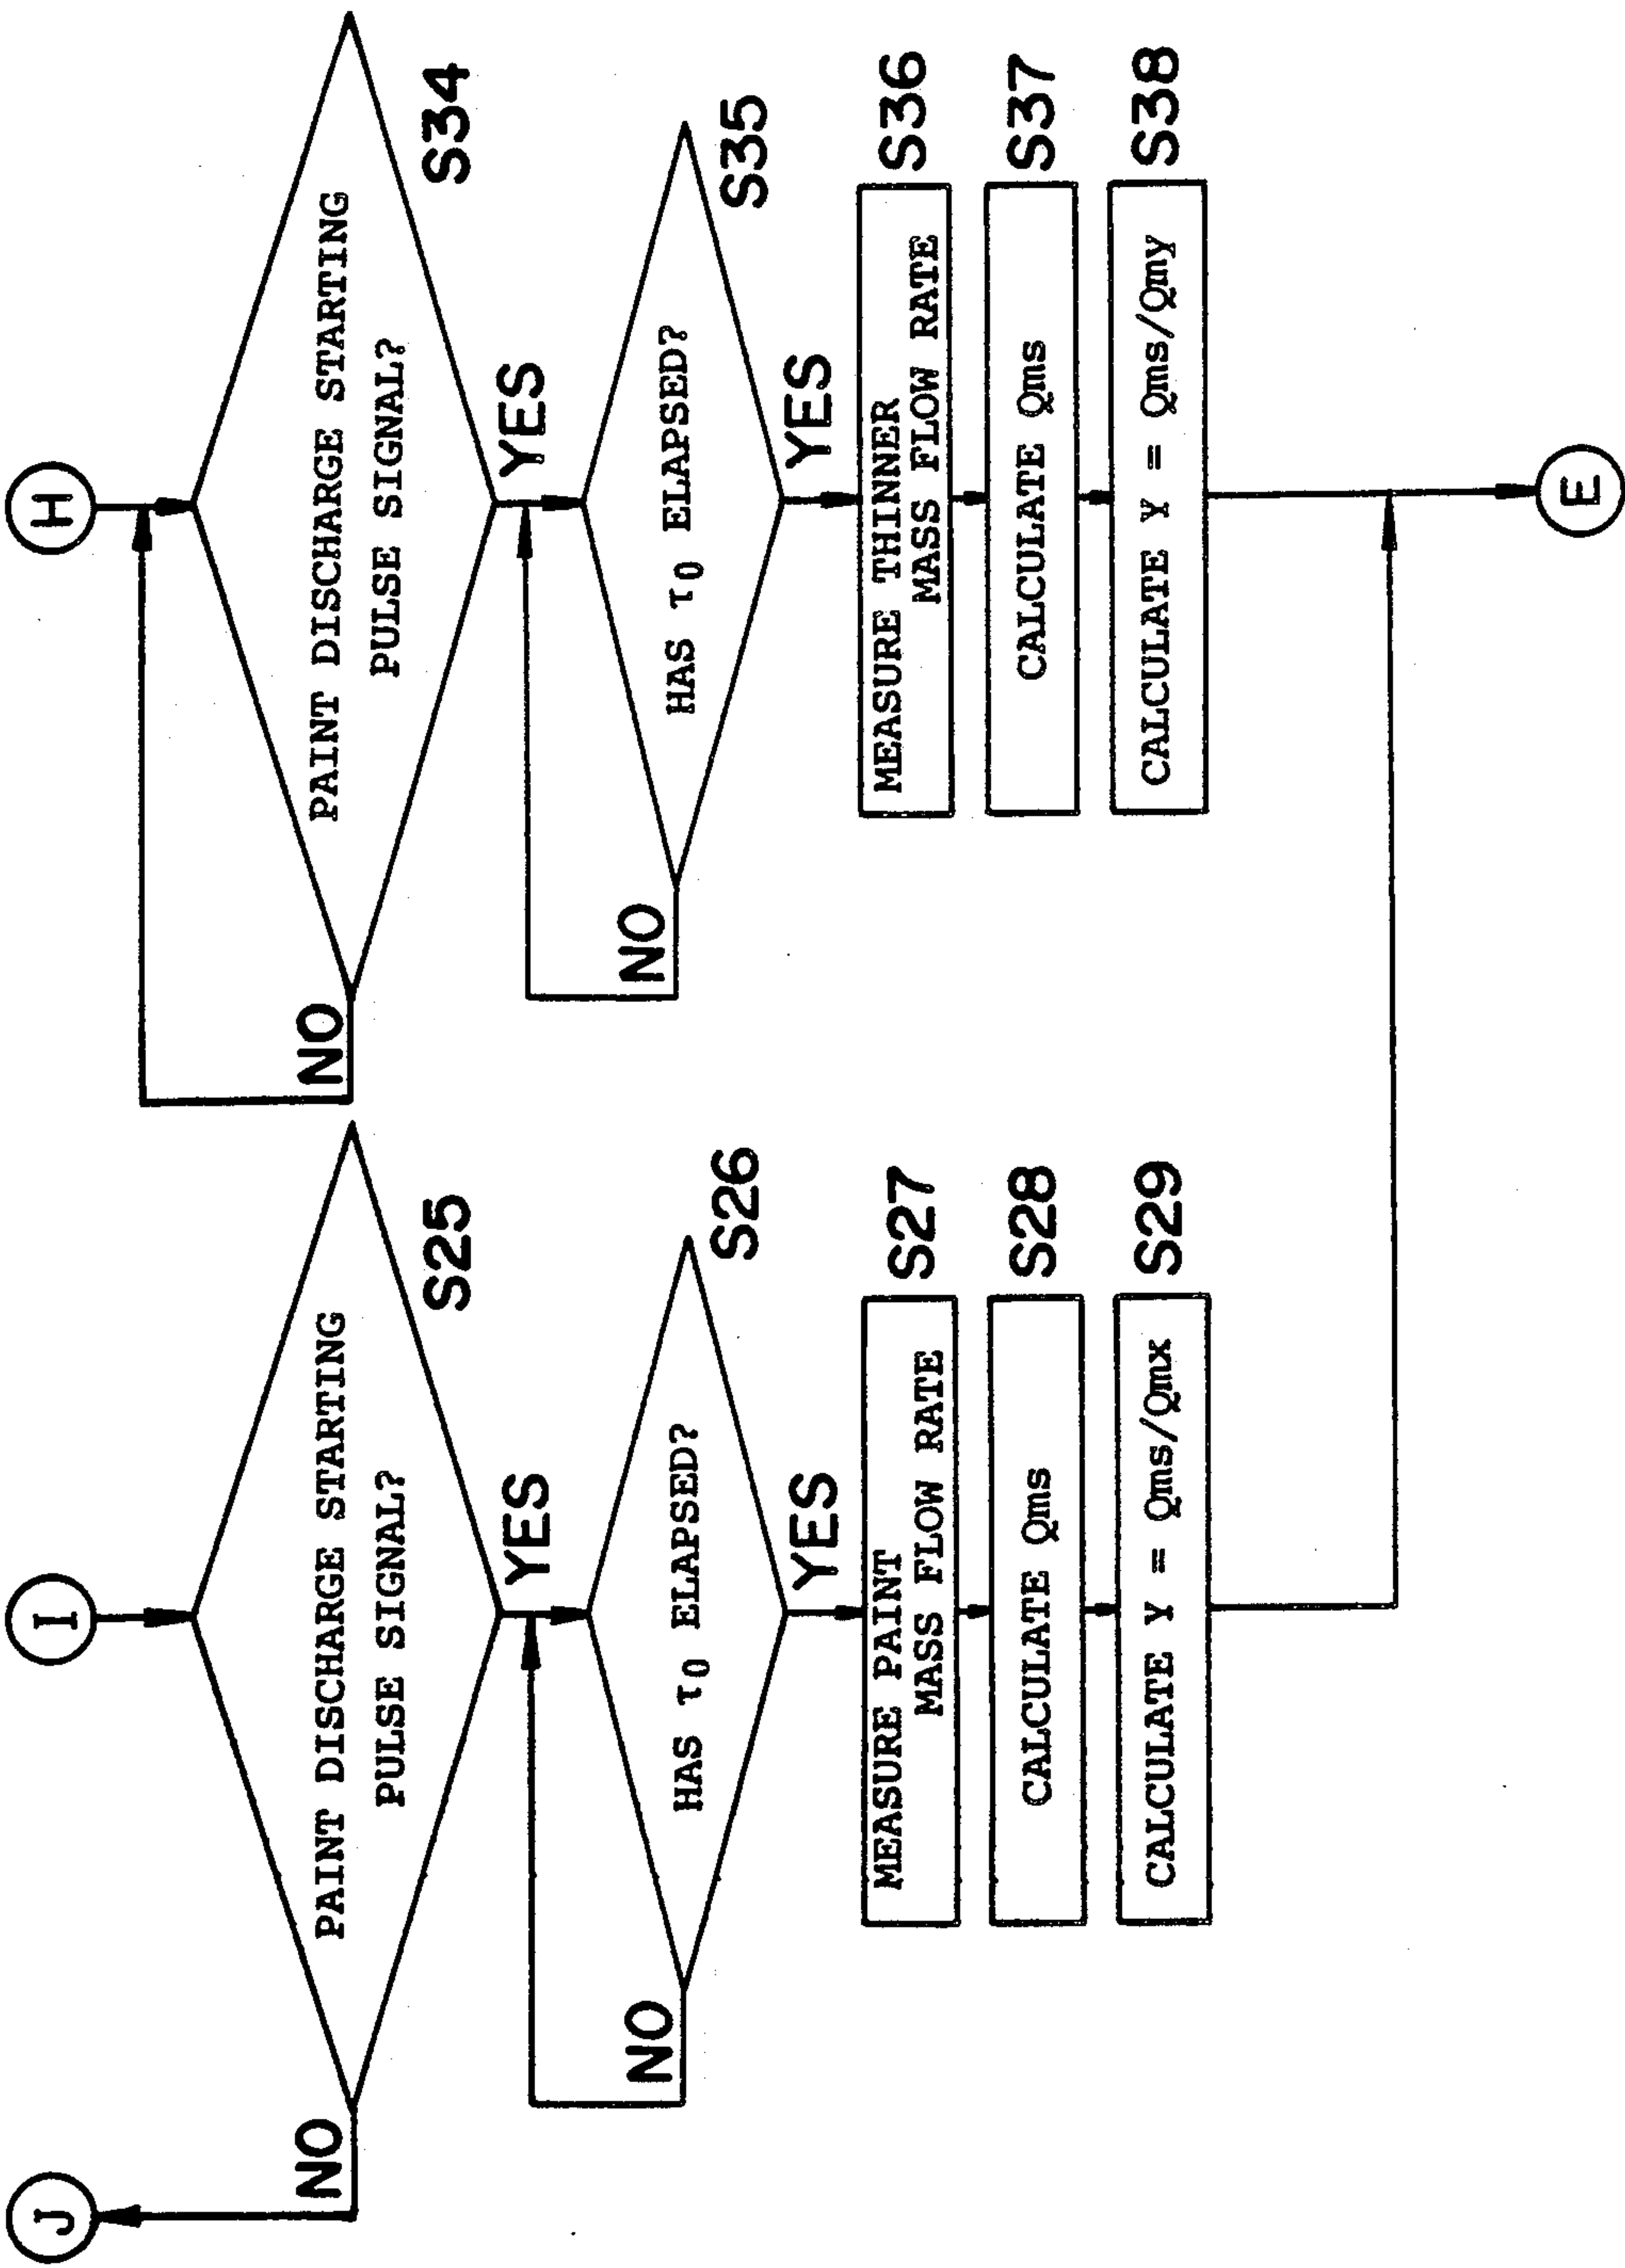 J
I
NO
PAINT DISCHARGE STARTING
PULSE SIGNAL?
S25
YES
HAS τ0 ELAPSED?
S26
NO
YES
MEASURE PAINT
MASS FLOW RATE
S27
CALCULATE Qms
S28
CALCULATE Y = Qms/Qmx
S29
H
NO
PAINT DISCHARGE STARTING
PULSE SIGNAL?
S34
YES
HAS τ0 ELAPSED?
S35
NO
YES
MEASURE THINNER
MASS FLOW RATE
S36
CALCULATE Qms
S37
CALCULATE Y = Qms/Qmy
S38
E